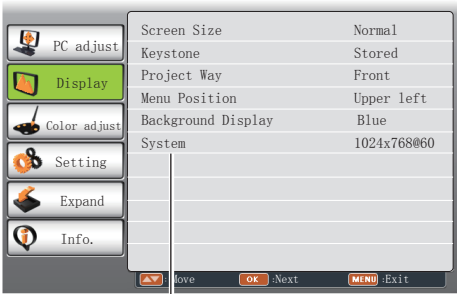 PC adjust
Display
Color adjust
Setting
Expand
Info.
Screen Size Normal
Keystone Stored
Project Way Front
Menu Position Upper left
Background Display Blue
System 1024x768@60
:Move OK :Next MENU :Exit